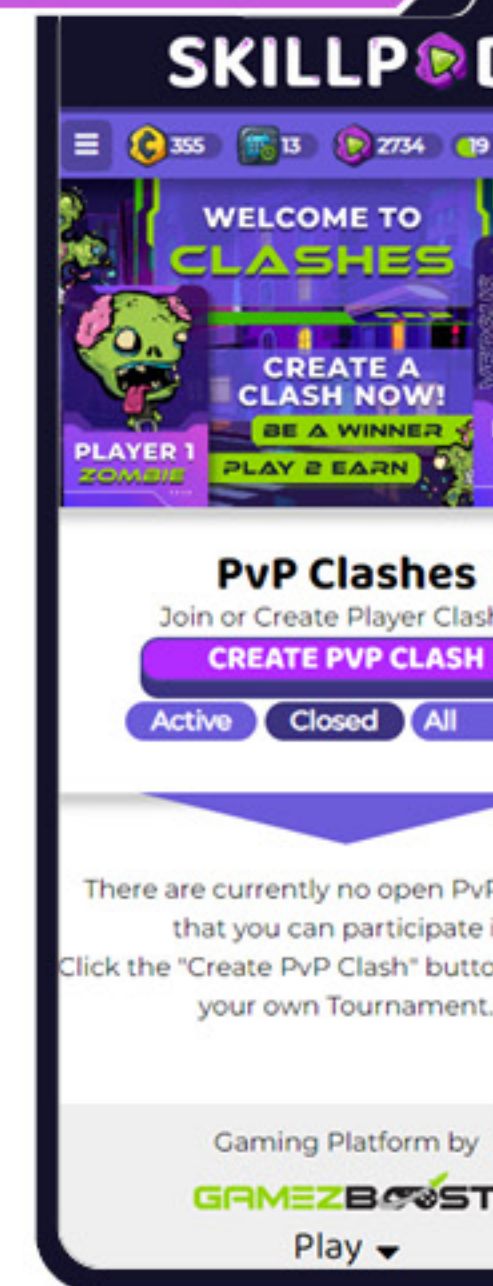 SKILLPOD
355 13 2734 19
WELCOME TO
CLASHES
CREATE A
CLASH NOW!
BE A WINNER
PLAY 2 EARN
PLAYER 1
ZOMBIE
VERSUS
PvP Clashes
Join or Create Player Clash
CREATE PVP CLASH
Active Closed All
There are currently no open PvP
that you can participate i
Click the "Create PvP Clash" butto
your own Tournament.
Gaming Platform by
GAMEZBOOST
Play